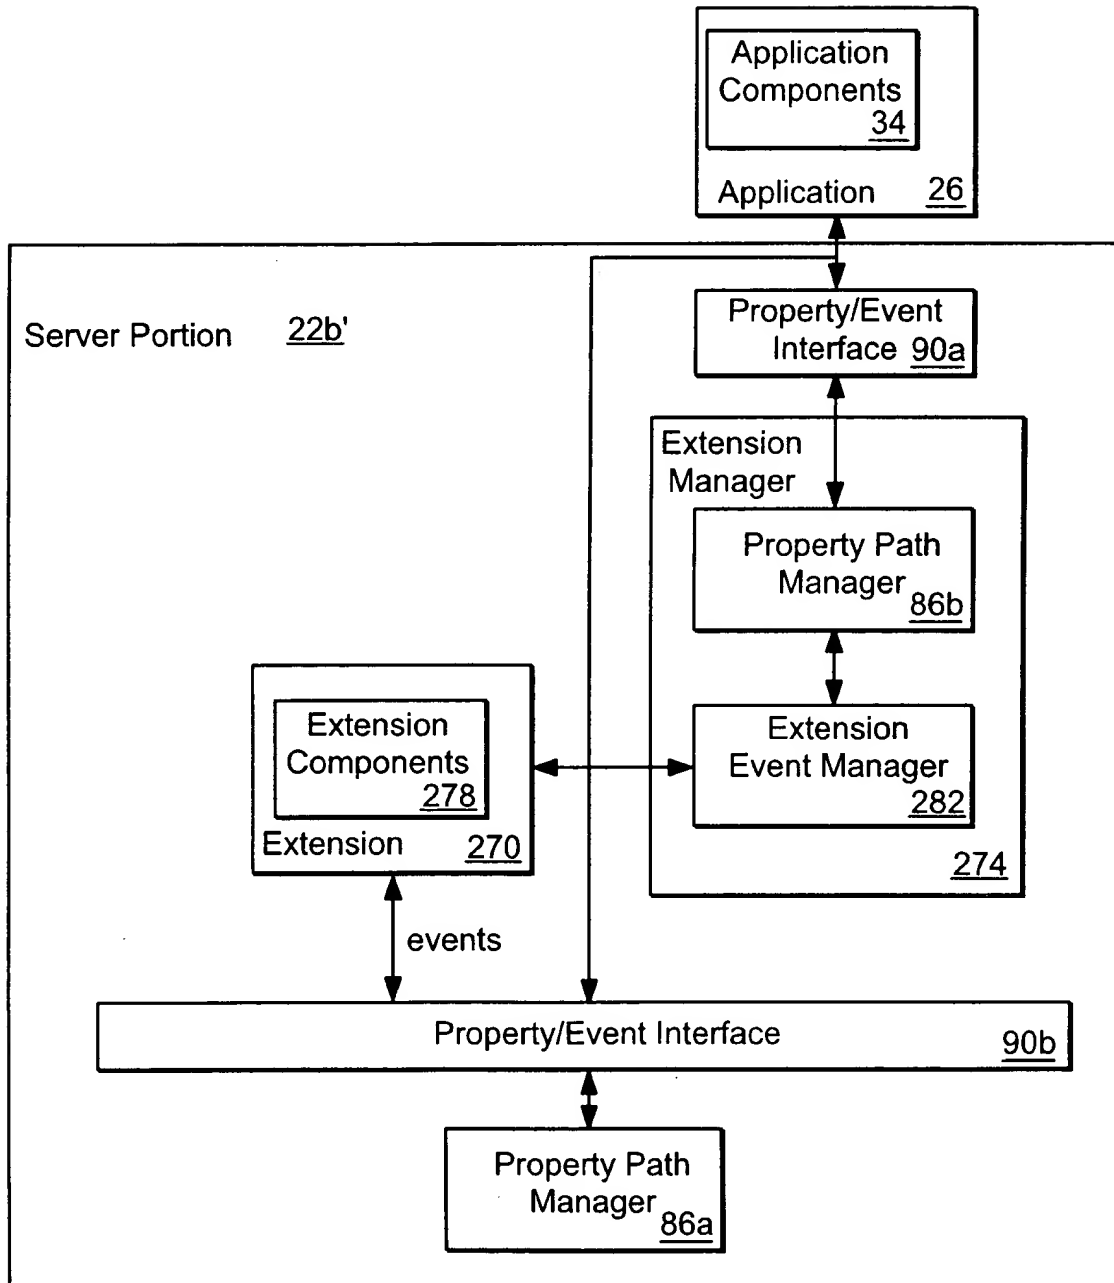 Application
Components
34
Application 26
Server Portion 22b'
Property/Event
Interface 90a
Extension
Manager
Property Path
Manager
86b
Extension
Components
278
Extension 270
Extension
Event Manager
282
274
events
Property/Event Interface
90b
Property Path
Manager
86a